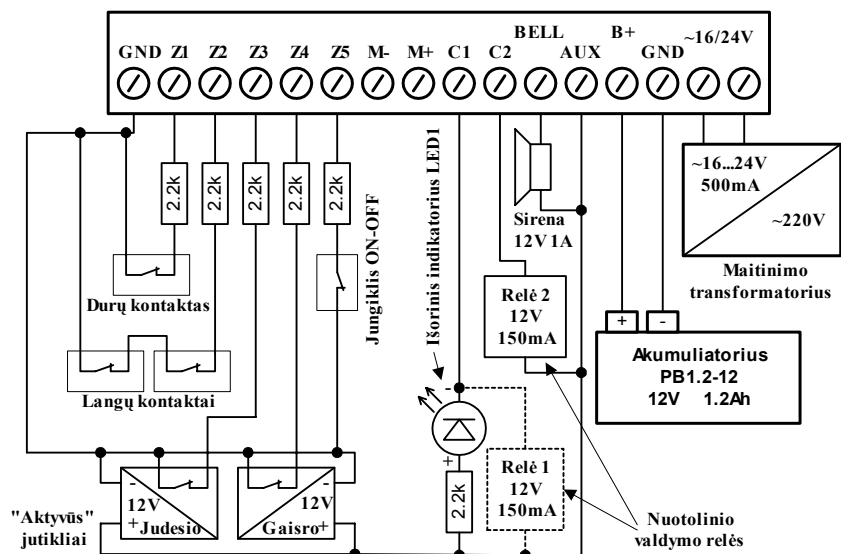 BELL B+ ~16/24V
GND Z1 Z2 Z3 Z4 Z5 M- M+ C1 C2 AUX GND
2.2k 2.2k 2.2k 2.2k 2.2k
Išorinis indikatorius LED1
Sirena
12V 1A
~16...24V
500mA
~220V
Maitinimo
transformatorius
Jungiklis ON-OFF
Durų kontaktas
Relė 2
12V
150mA
+ -
Akumuliatorius
PB1.2-12
12V 1.2Ah
Langų kontaktai
-
+
2.2k
Relė 1
12V
150mA
"Aktyvūs"
jutikliai
-
12V
+ Judesio
-
12V
Gaisro+
Nuotolinio
valdymo relės